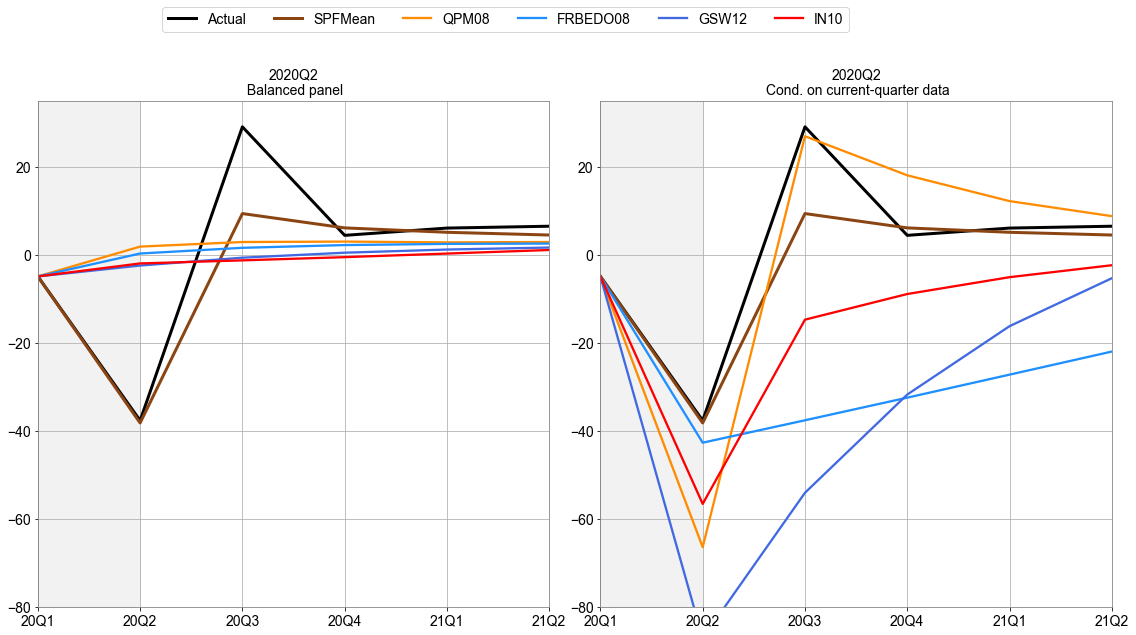 Actual SPFMean QPM08 FRBEDO08 GSW12 IN10
2020Q2
Balanced panel
20
0
−20
−40
−60
−80
20Q1 20Q2 20Q3 20Q4 21Q1 21Q2
2020Q2
Cond. on current-quarter data
20
0
−20
−40
−60
−80
20Q1 20Q2 20Q3 20Q4 21Q1 21Q2